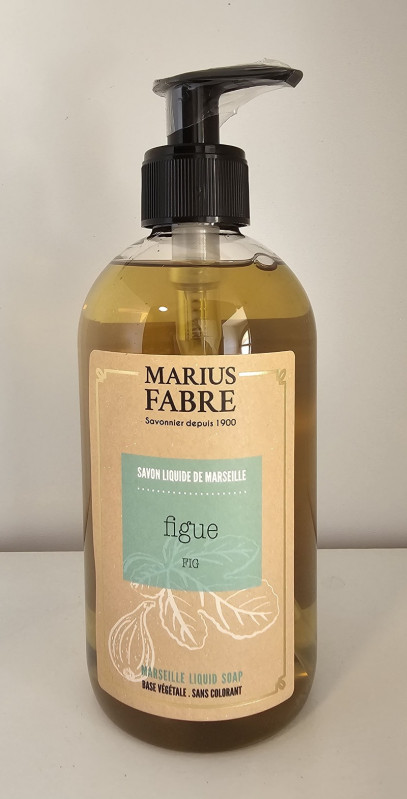 MARIUS
FABRE
Savonnier depuis 1900
SAVON LIQUIDE DE MARSEILLE
figue
FIG
MARSEILLE LIQUID SOAP
BASE VÉGÉTALE . SANS COLORANT